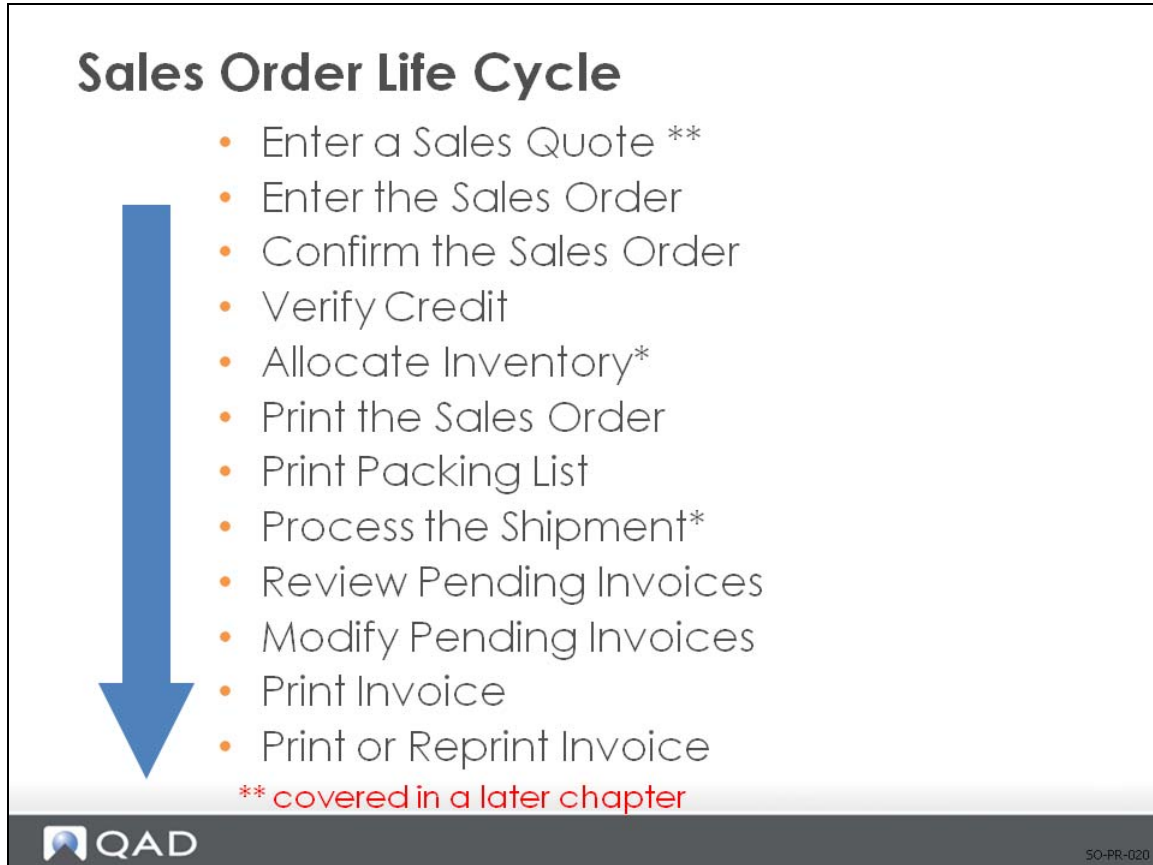 Sales Order Life Cycle
• Enter a Sales Quote **
• Enter the Sales Order
• Confirm the Sales Order
• Verify Credit
• Allocate Inventory*
• Print the Sales Order
• Print Packing List
• Process the Shipment*
• Review Pending Invoices
• Modify Pending Invoices
• Print Invoice
• Print or Reprint Invoice
** covered in a later chapter
QAD
SO-PR-020